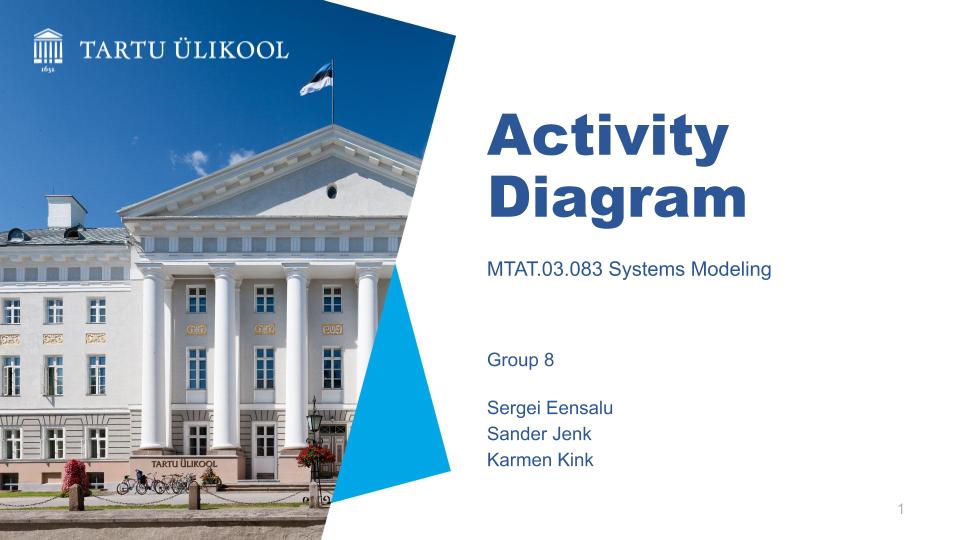 TARTU ÜLIKOOL
1632
Activity
Diagram
MTAT.03.083 Systems Modeling
Group 8
Sergei Eensalu
Sander Jenk
Karmen Kink
TARTU ÜLIKOOL
1